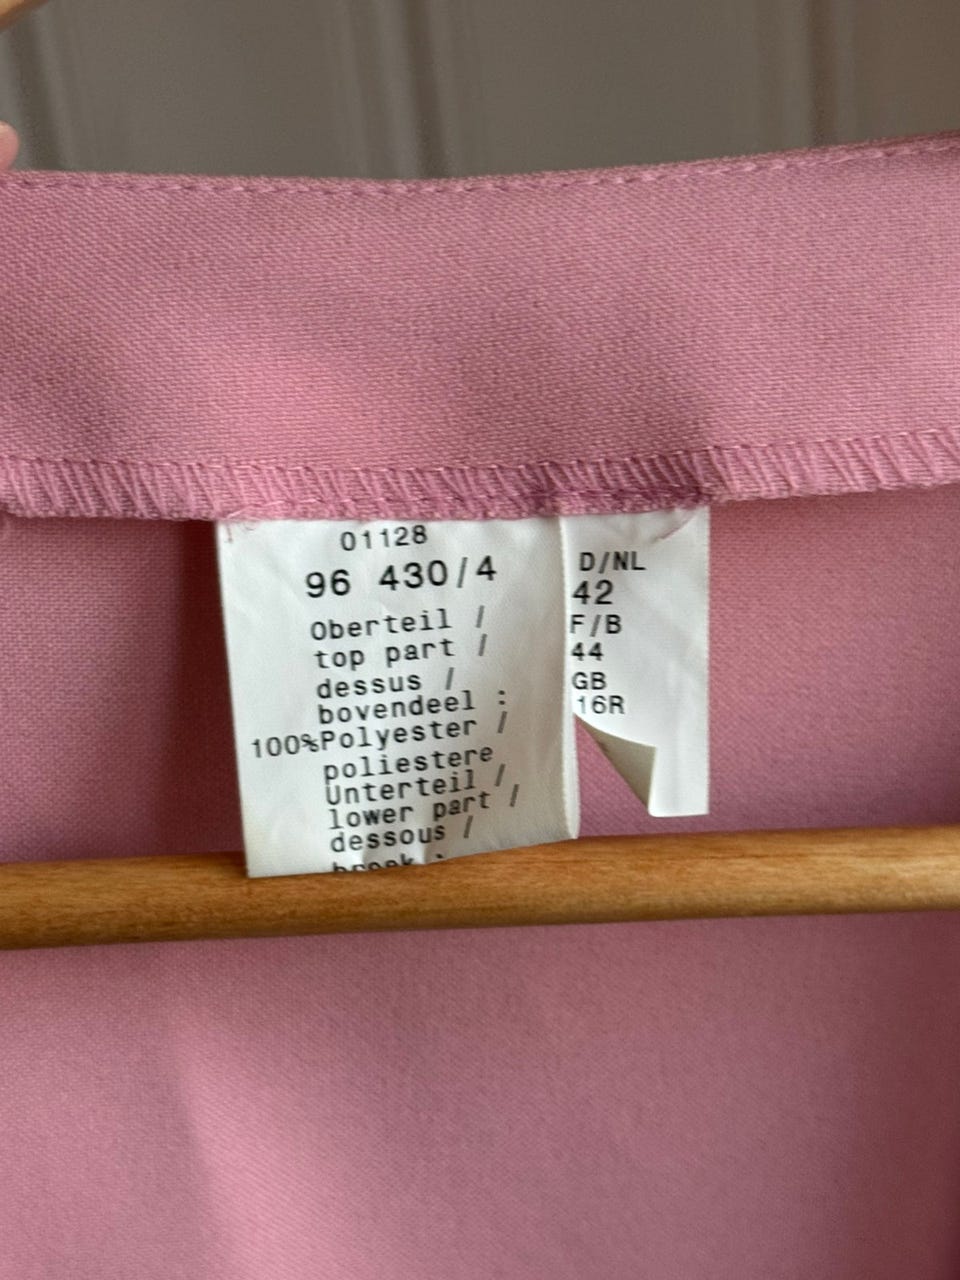 01128
96 430/4
Oberteil /
top part /
dessus /
bovendeel :
100%Polyester /
poliestere
Unterteil /
lower part /
dessous /
broek :
D/NL
42
F/B
44
GB
16R